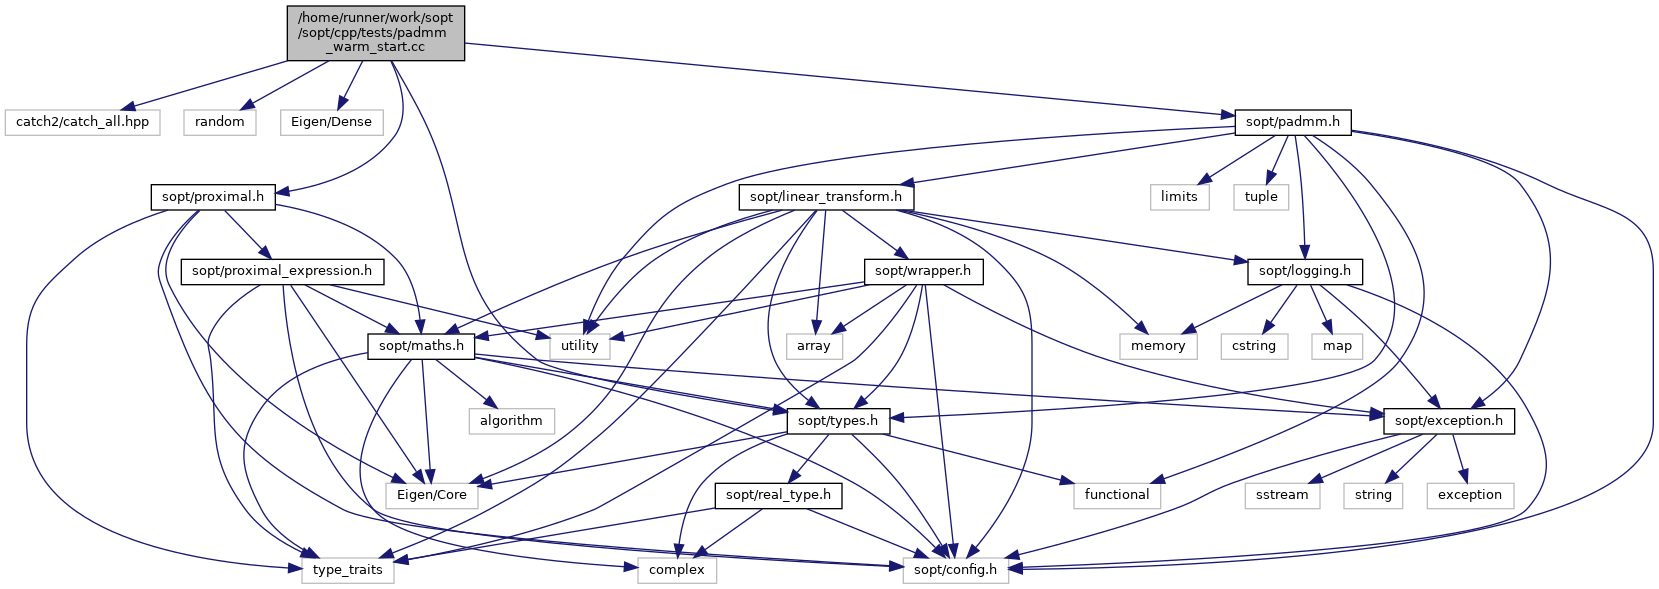 /home/runner/work/sopt
/sopt/cpp/tests/padmm
_warm_start.cc
catch2/catch_all.hpp
random
Eigen/Dense
sopt/padmm.h
sopt/proximal.h
sopt/linear_transform.h
limits
tuple
sopt/proximal_expression.h
sopt/wrapper.h
sopt/logging.h
sopt/maths.h
utility
array
memory
cstring
map
algorithm
sopt/types.h
sopt/exception.h
Eigen/Core
sopt/real_type.h
functional
sstream
string
exception
type_traits
complex
sopt/config.h